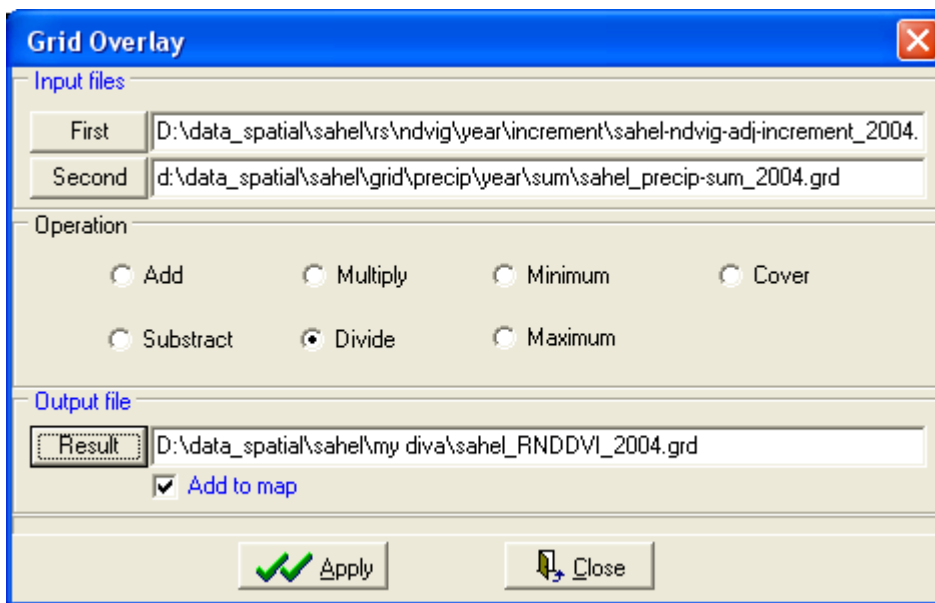 Grid Overlay
Input files
First D:\data_spatial\sahel\rs\ndvig\year\increment\sahel-ndvig-adj-increment_2004.
Second d:\data_spatial\sahel\grid\precip\year\sum\sahel_precip-sum_2004.grd
Operation
Add Multiply Minimum Cover
Substract Divide Maximum
Output file
Result D:\data_spatial\sahel\my diva\sahel_RNDDVI_2004.grd
Add to map
Apply Close